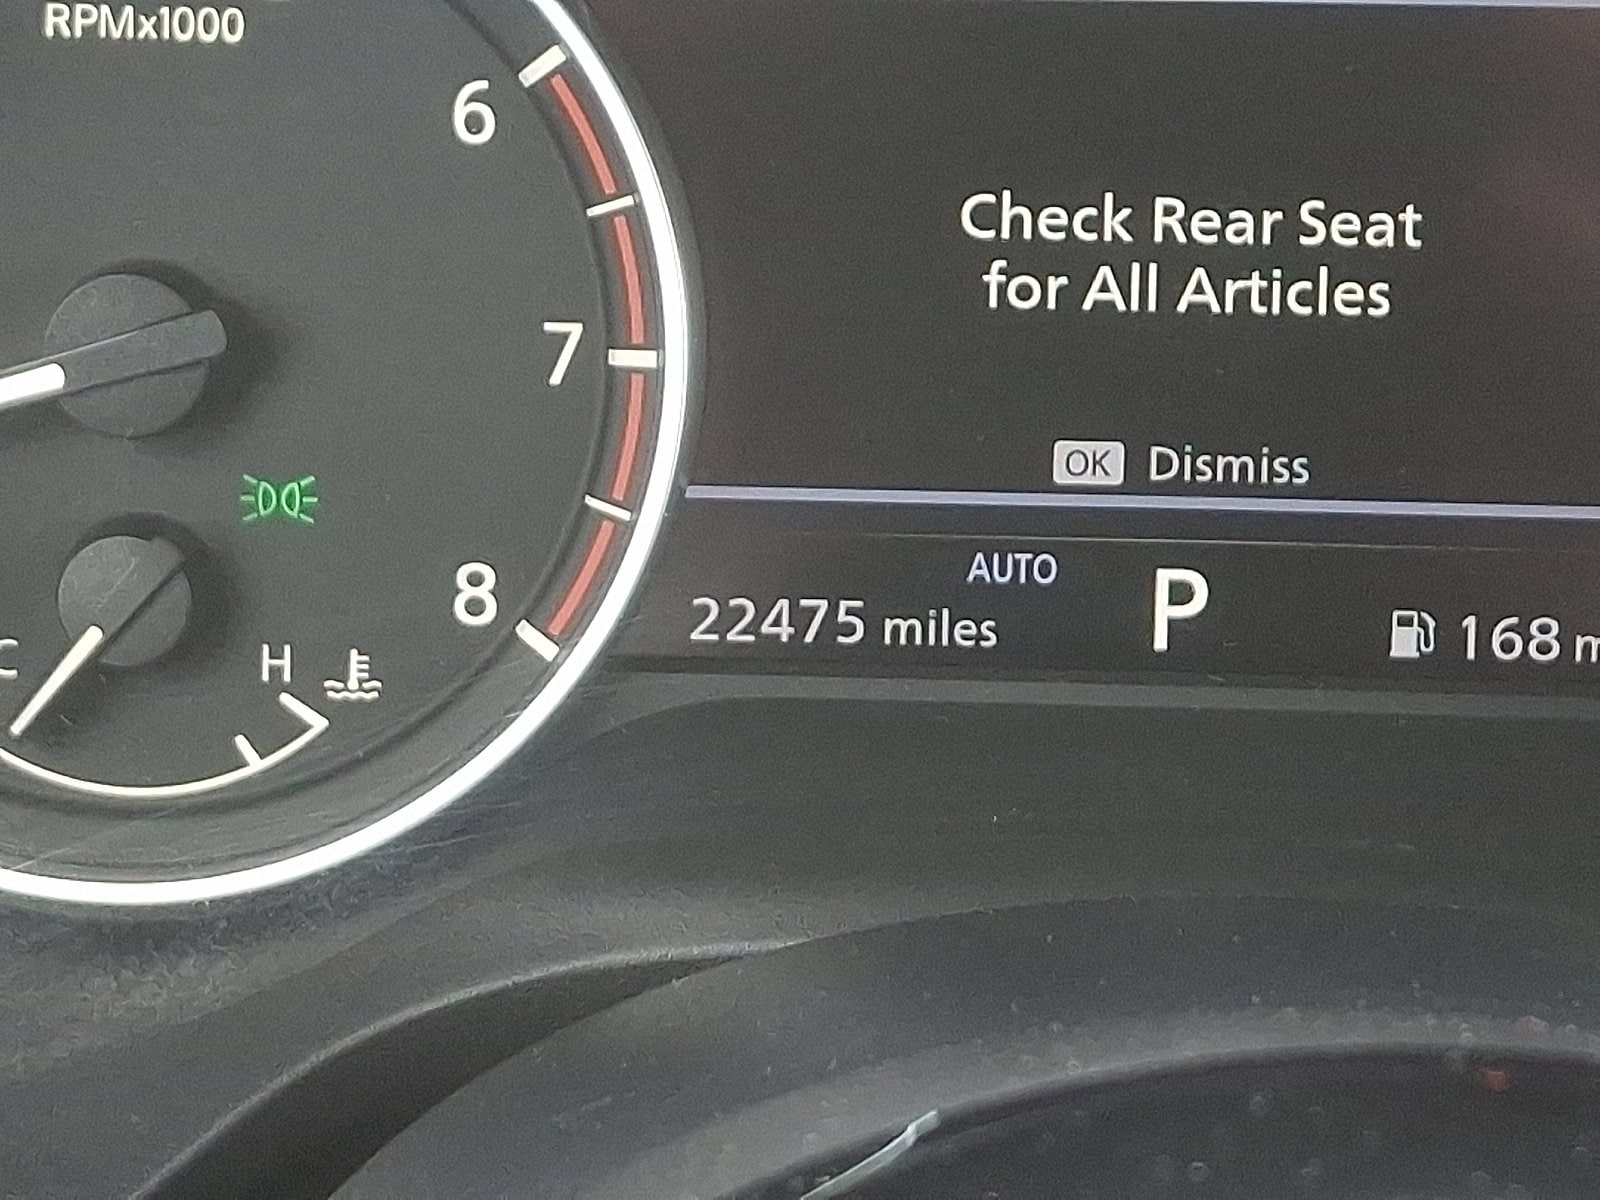 RPMx1000
6
7
8
C
H
Check Rear Seat
for All Articles
OK Dismiss
AUTO
22475 miles
P
168 m